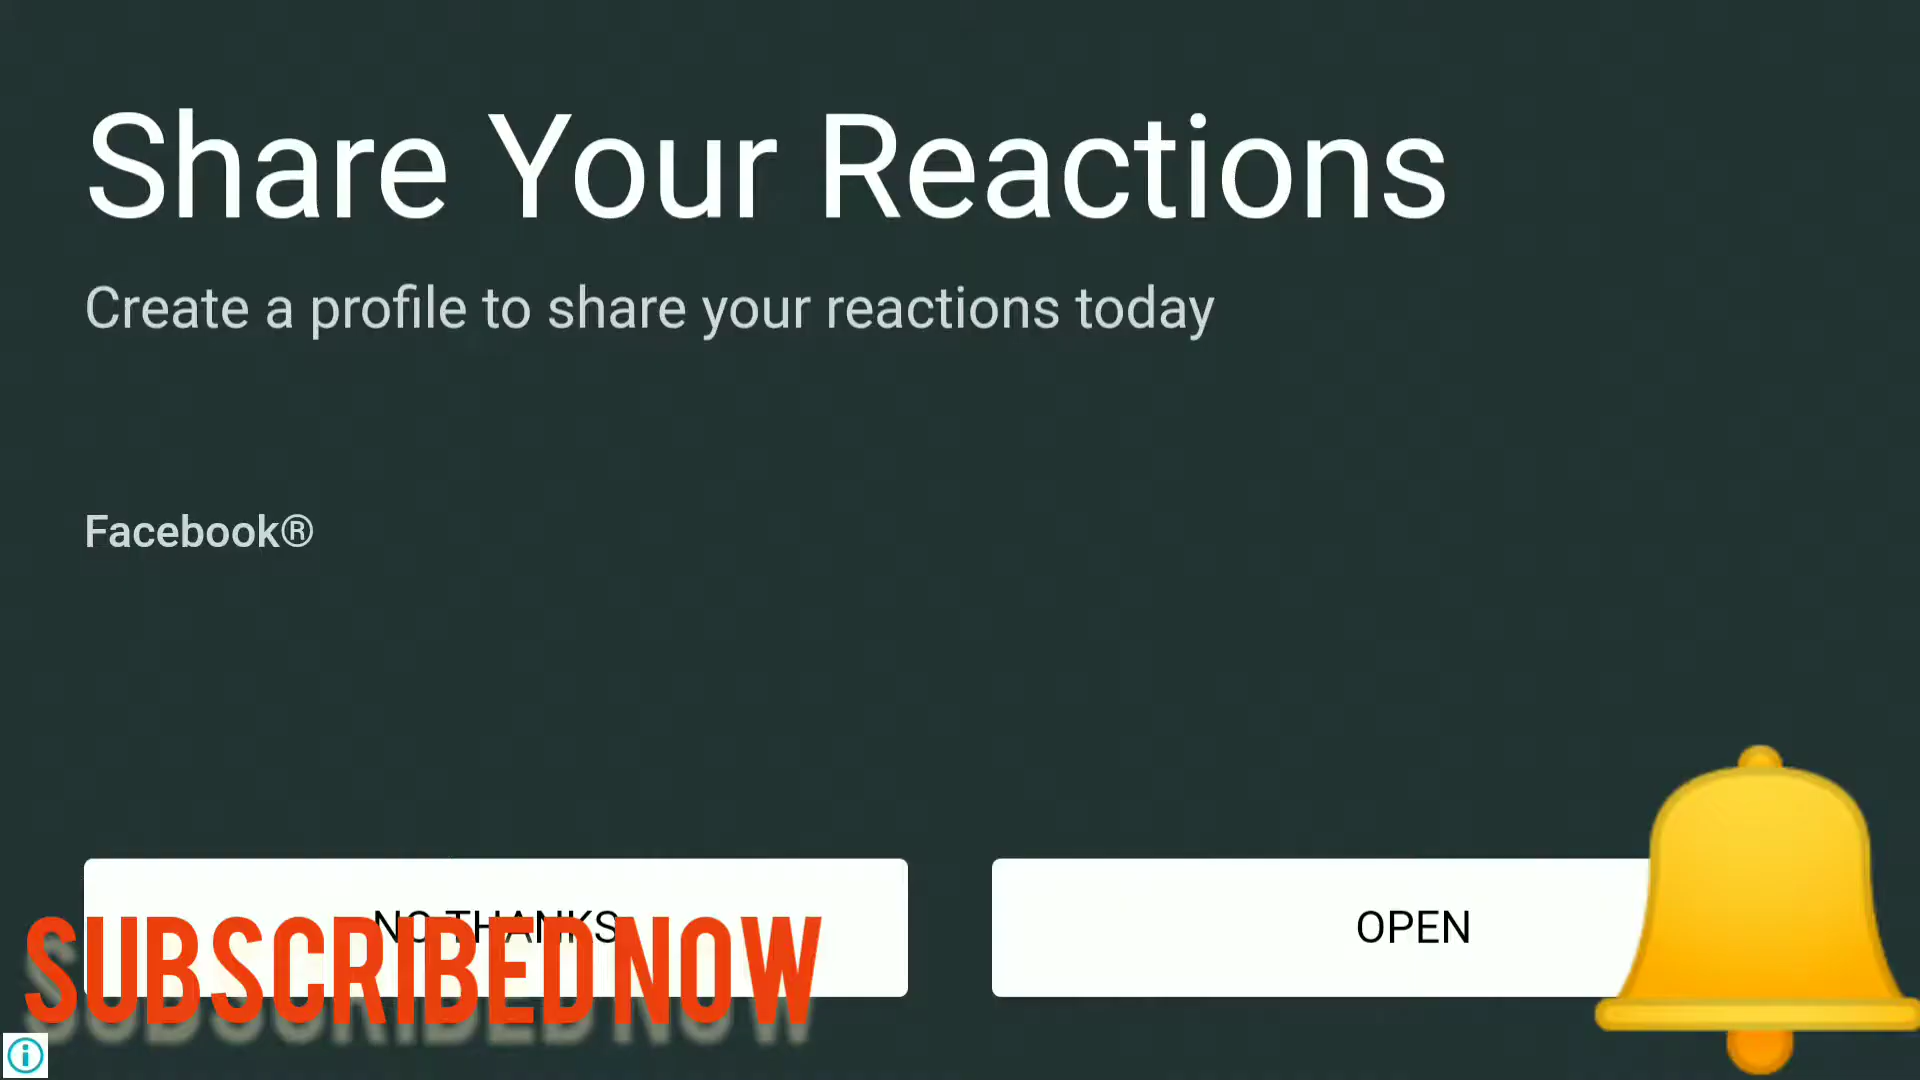 Share Your Reactions
Create a profile to share your reactions today
Facebook®
NO THANKS
OPEN
SUBSCRIBED NOW